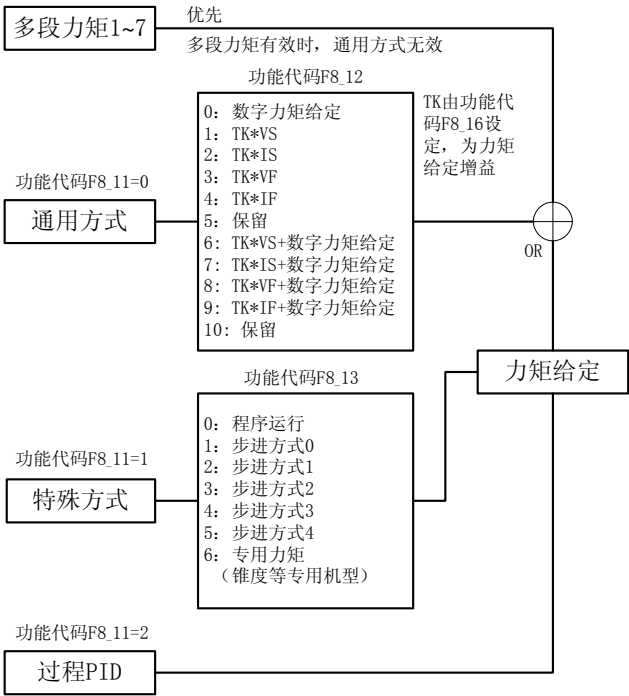 多段力矩1~7
优先
多段力矩有效时，通用方式无效
功能代码F8_12
0：数字力矩给定
1：TK*VS
2：TK*IS
3：TK*VF
4：TK*IF
5：保留
6：TK*VS+数字力矩给定
7：TK*IS+数字力矩给定
8：TK*VF+数字力矩给定
9：TK*IF+数字力矩给定
10：保留
TK由功能代
码F8_16设
定，为力矩
给定增益
功能代码F8_11=0
通用方式
OR
力矩给定
功能代码F8_13
0：程序运行
1：步进方式0
2：步进方式1
3：步进方式2
4：步进方式3
5：步进方式4
6：专用力矩
（锥度等专用机型）
功能代码F8_11=1
特殊方式
功能代码F8_11=2
过程PID